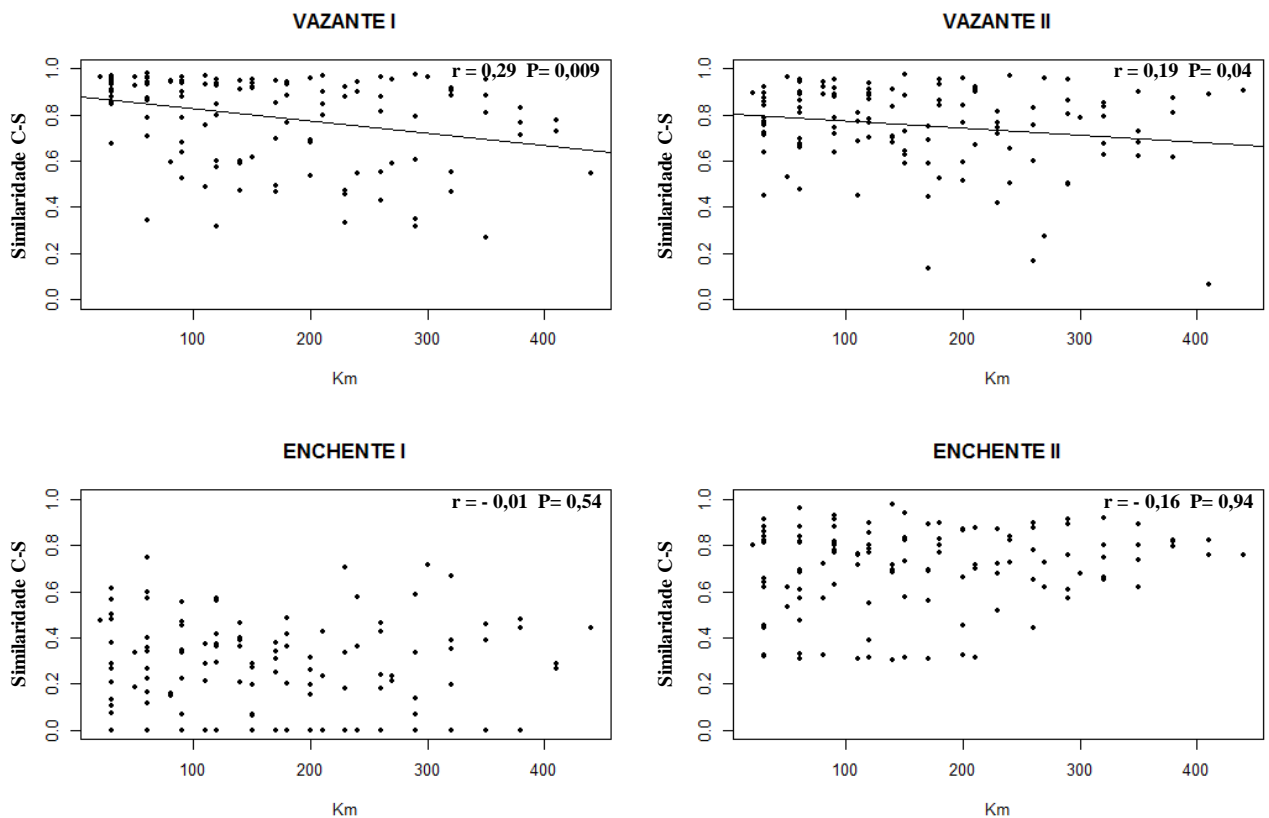 VAZANTE I
r = 0,29 P= 0,009
Similaridade C-S
1.0
0.8
0.6
0.4
0.2
0.0
100 200 300 400
Km
VAZANTE II
r = 0,19 P= 0,04
Similaridade C-S
1.0
0.8
0.6
0.4
0.2
0.0
100 200 300 400
Km
ENCHENTE I
r = - 0,01 P= 0,54
Similaridade C-S
1.0
0.8
0.6
0.4
0.2
0.0
100 200 300 400
Km
ENCHENTE II
r = - 0,16 P= 0,94
Similaridade C-S
1.0
0.8
0.6
0.4
0.2
0.0
100 200 300 400
Km